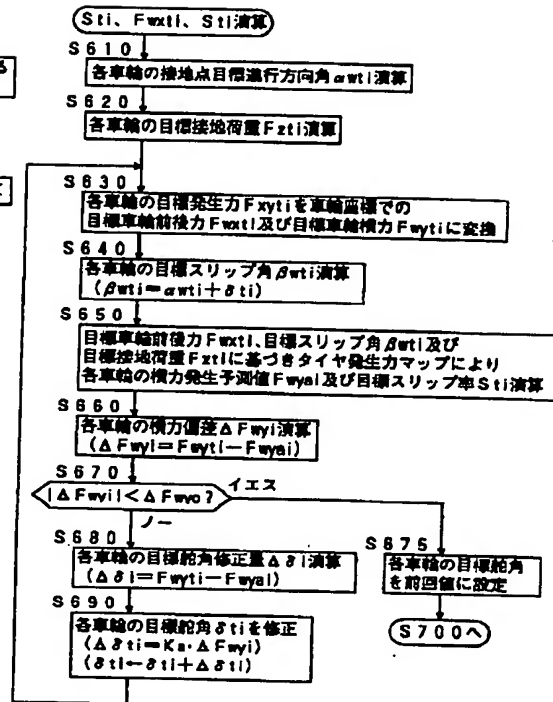 Sti、Fwxti、Sti演算
S610
各車輪の接地点目標進行方向角αwti演算
S620
各車輪の目標接地荷重Fzti演算
S630
各車輪の目標発生力Fxytiを車輪座標での
目標車輪前後力Fwxti及び目標車輪横力Fwytiに変換
S640
各車輪の目標スリップ角βwti演算
(βwti=αwti+δti)
S650
目標車輪前後力Fwxti、目標スリップ角βwti及び
目標接地荷重Fztiに基づきタイヤ発生力マップにより
各車輪の横力発生予測値Fwyai及び目標スリップ率Sti演算
S660
各車輪の横力偏差ΔFwyi演算
(ΔFwyi=Fwyti-Fwyai)
S670
|ΔFwyi|<ΔFwyo?
イエス
ノー
S675
各車輪の目標舵角
を前回値に設定
S700へ
S680
各車輪の目標舵角修正量Δδi演算
(Δδi=Fwyti-Fwyai)
S690
各車輪の目標舵角δtiを修正
(Δδti=Ka・ΔFwyi)
(δti←δti+Δδti)